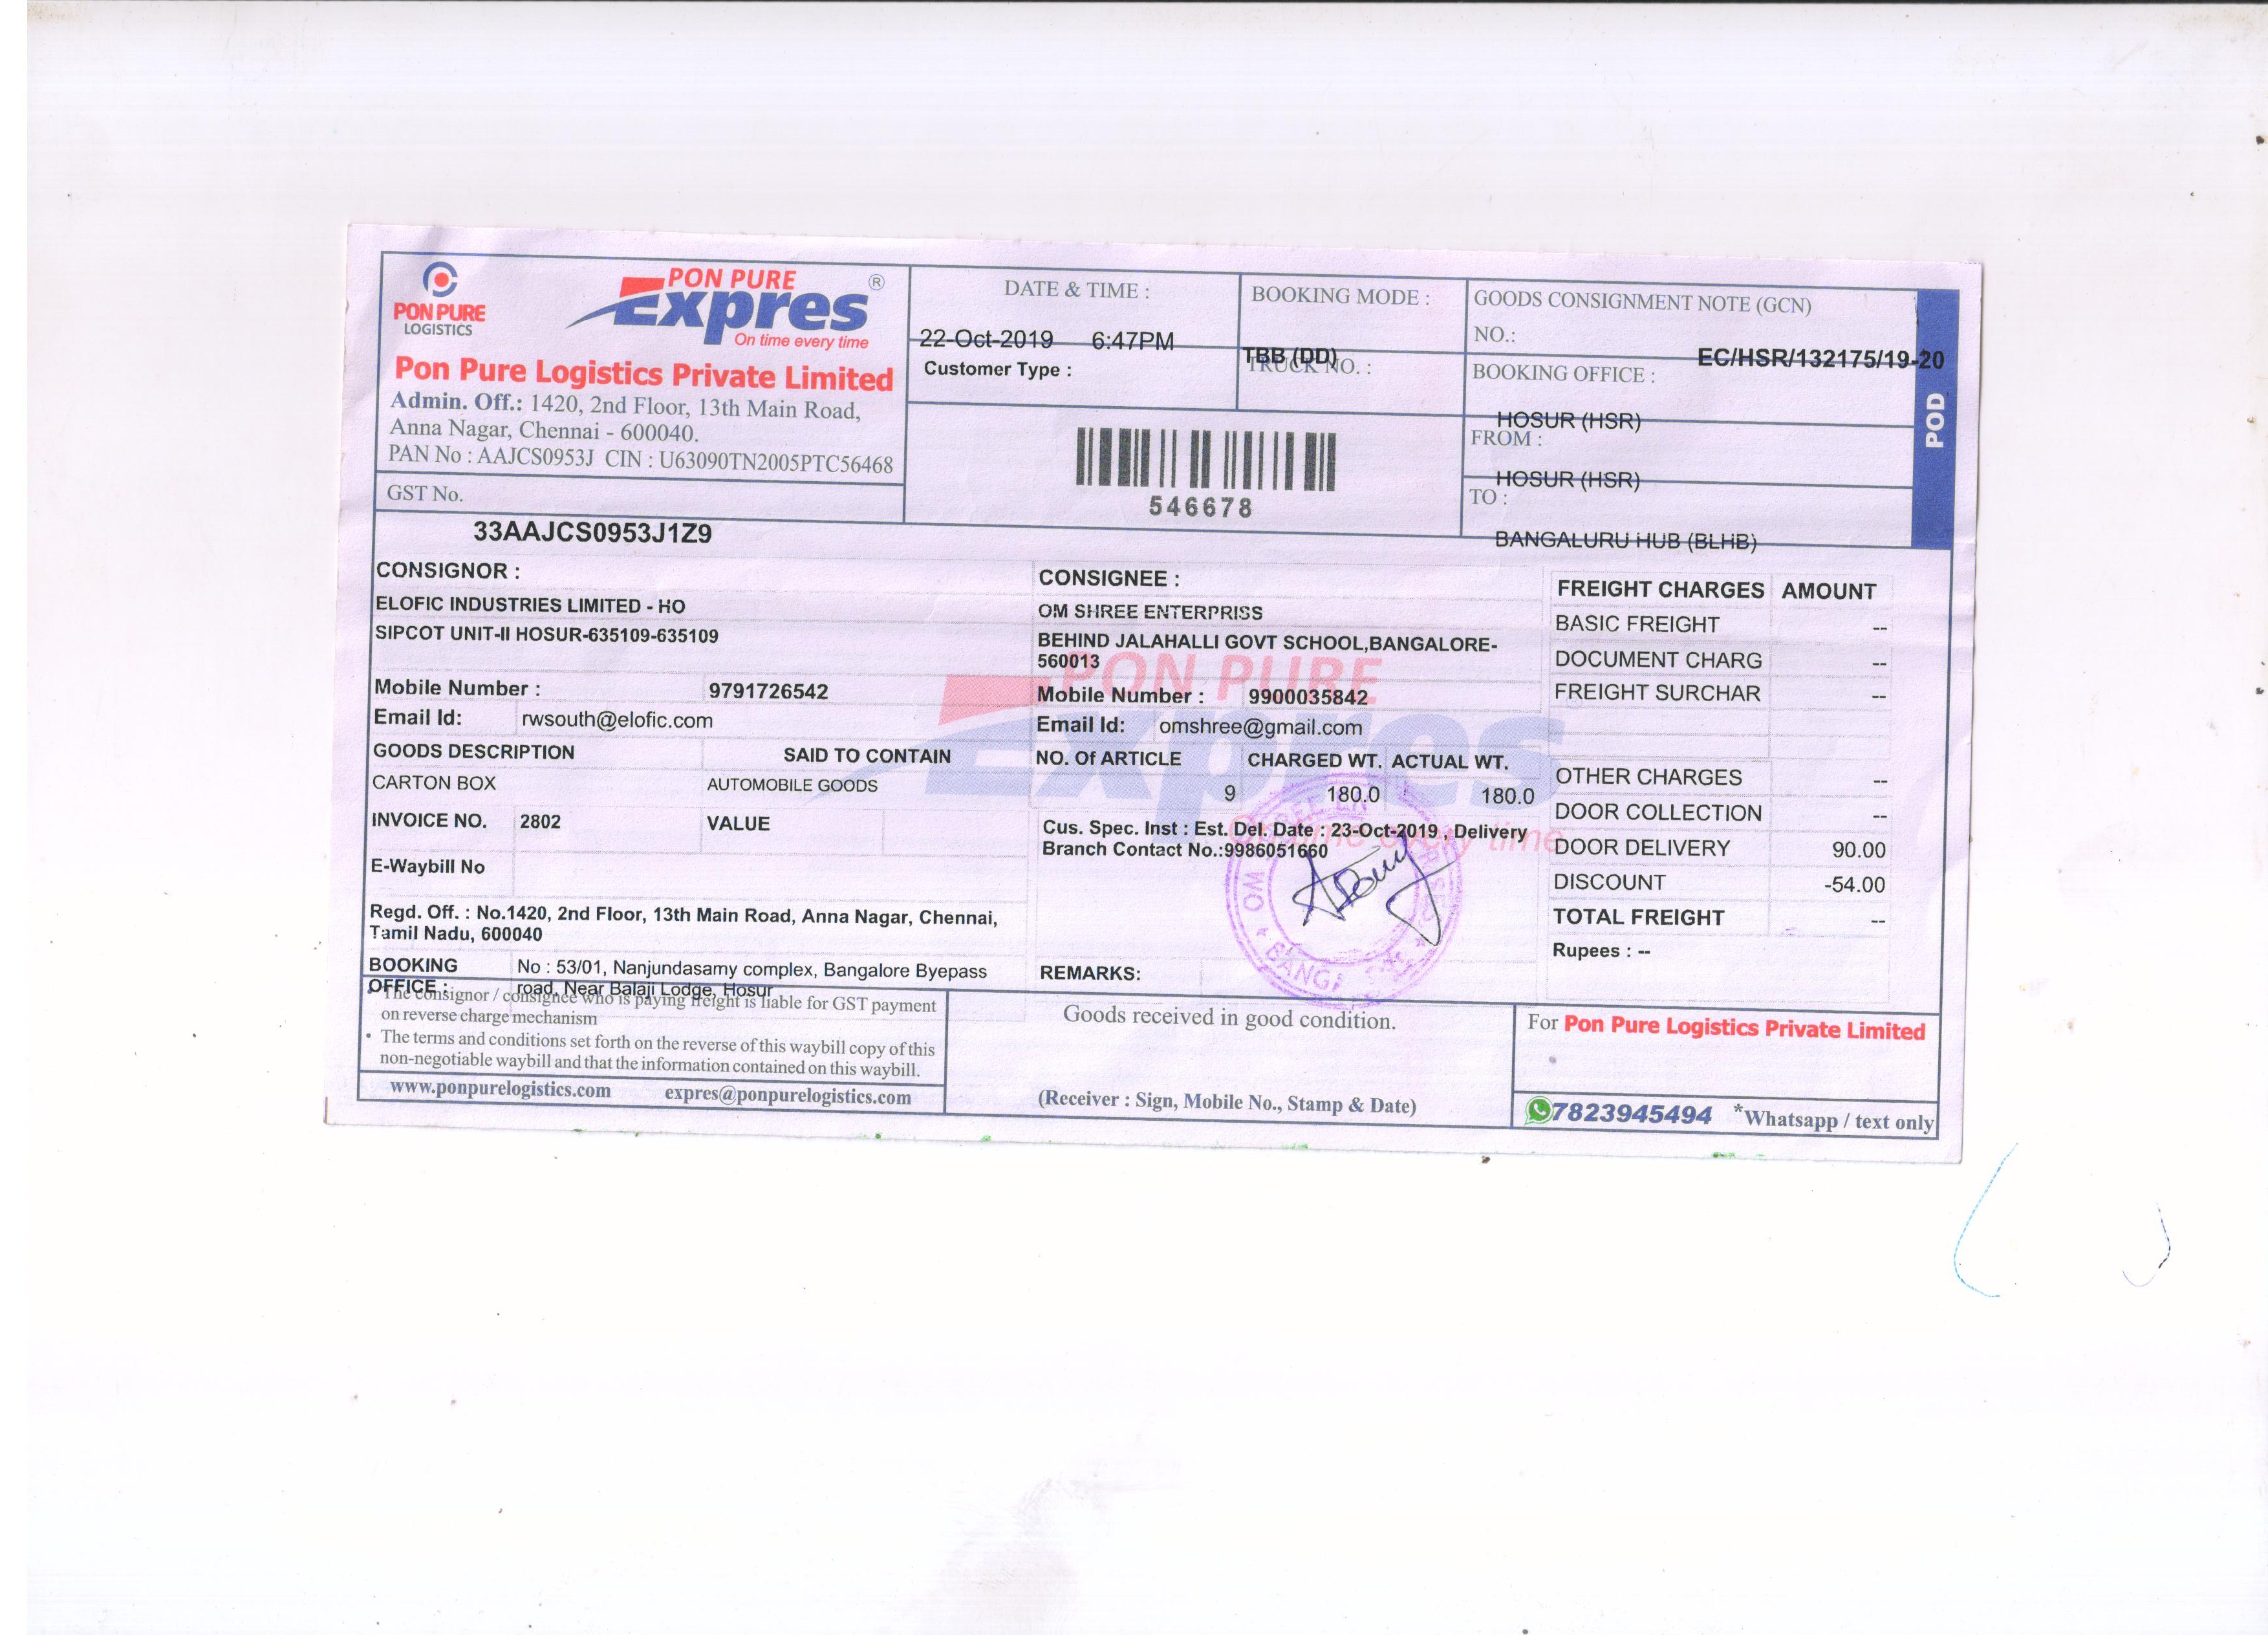 PON PURE
LOGISTICS
PON PURE
Expres ®
On time every time
Pon Pure Logistics Private Limited
Admin. Off.: 1420, 2nd Floor, 13th Main Road,
Anna Nagar, Chennai - 600040.
PAN No : AAJCS0953J CIN : U63090TN2005PTC56468
GST No.
33AAJCS0953J1Z9
DATE & TIME :
22-Oct-2019 6:47PM
Customer Type :
BOOKING MODE :
TBB (DD)
TRUCK NO. :
546678
GOODS CONSIGNMENT NOTE (GCN)
NO.:
EC/HSR/132175/19-20
BOOKING OFFICE :
HOSUR (HSR)
FROM :
HOSUR (HSR)
TO :
BANGALURU HUB (BLHB)
POD
CONSIGNOR :
ELOFIC INDUSTRIES LIMITED - HO
SIPCOT UNIT-II HOSUR-635109-635109
Mobile Number : 9791726542
Email Id: rwsouth@elofic.com
GOODS DESCRIPTION SAID TO CONTAIN
CARTON BOX AUTOMOBILE GOODS
INVOICE NO. 2802 VALUE
E-Waybill No
Regd. Off. : No.1420, 2nd Floor, 13th Main Road, Anna Nagar, Chennai,
Tamil Nadu, 600040
BOOKING No : 53/01, Nanjundasamy complex, Bangalore Byepass
OFFICE : road, Near Balaji Lodge, Hosur
CONSIGNEE :
OM SHREE ENTERPRISS
BEHIND JALAHALLI GOVT SCHOOL,BANGALORE-
560013
Mobile Number : 9900035842
Email Id: omshree@gmail.com
NO. Of ARTICLE CHARGED WT. ACTUAL WT.
9 180.0 180.0
Cus. Spec. Inst : Est. Del. Date : 23-Oct-2019 , Delivery
Branch Contact No.:9986051660
REMARKS:
PON PURE
Expres
On time every time
FREIGHT CHARGES AMOUNT
BASIC FREIGHT --
DOCUMENT CHARG --
FREIGHT SURCHAR --
OTHER CHARGES --
DOOR COLLECTION --
DOOR DELIVERY 90.00
DISCOUNT -54.00
TOTAL FREIGHT --
Rupees : --
• The consignor / consignee who is paying freight is liable for GST payment
on reverse charge mechanism
• The terms and conditions set forth on the reverse of this waybill copy of this
non-negotiable waybill and that the information contained on this waybill.
www.ponpurelogistics.com expres@ponpurelogistics.com
Goods received in good condition.
(Receiver : Sign, Mobile No., Stamp & Date)
For Pon Pure Logistics Private Limited
7823945494 *Whatsapp / text only